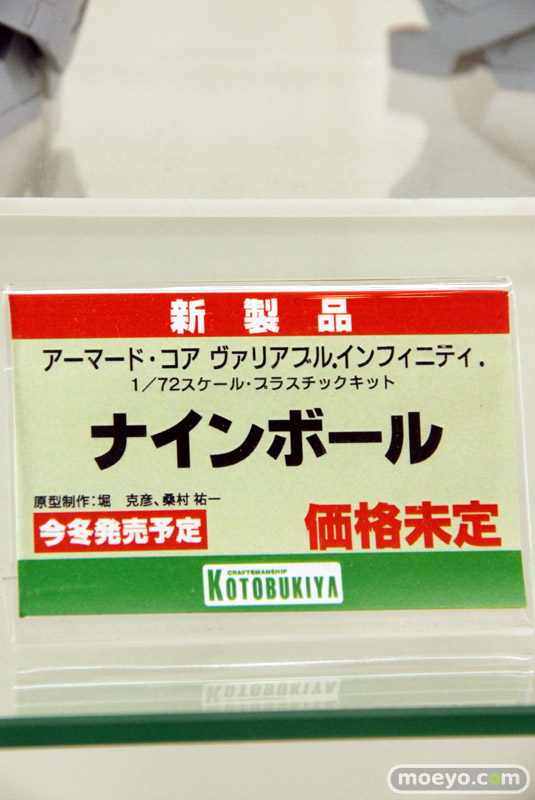 新製品
アーマード・コア ヴァリアブル.インフィニティ.
1/72スケール・プラスチックキット
ナインボール
原型制作:堀 克彦、桑村 祐一
今冬発売予定
価格未定
CRAFTSMANSHIP
KOTOBUKIYA
KOTOBUKIYA
moeyo.com